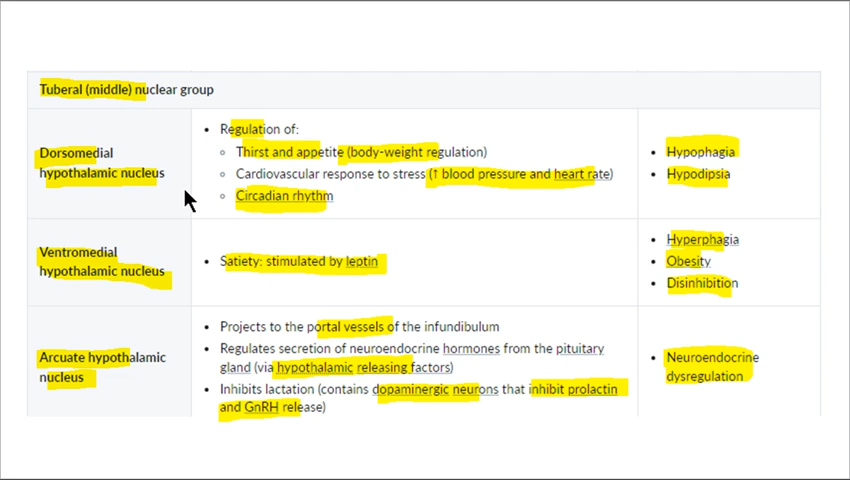 Tuberal (middle) nuclear group
Dorsomedial
hypothalamic nucleus
Regulation of:
Thirst and appetite (body-weight regulation)
Cardiovascular response to stress (↑ blood pressure and heart rate)
Circadian rhythm
Hypophagia
Hypodipsia
Ventromedial
hypothalamic nucleus
Satiety: stimulated by leptin
Hyperphagia
Obesity
Disinhibition
Arcuate hypothalamic
nucleus
Projects to the portal vessels of the infundibulum
Regulates secretion of neuroendocrine hormones from the pituitary
gland (via hypothalamic releasing factors)
Inhibits lactation (contains dopaminergic neurons that inhibit prolactin
and GnRH release)
Neuroendocrine
dysregulation